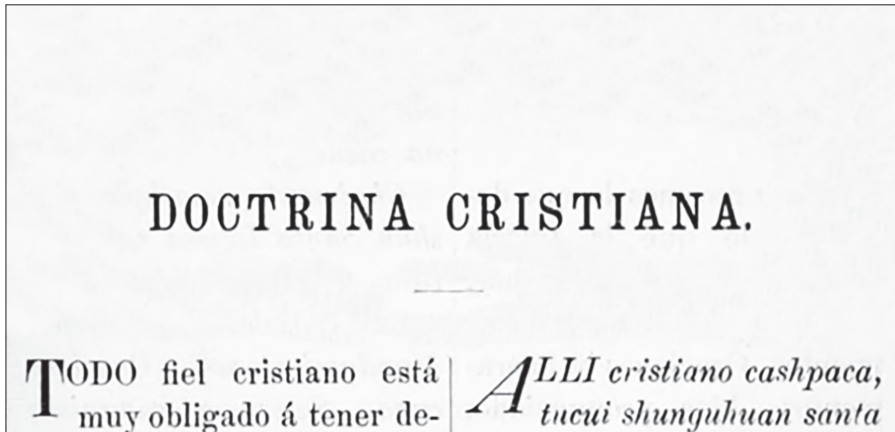 DOCTRINA CRISTIANA.
TODO fiel cristiano está
muy obligado á tener de-
ALLI cristiano cashpaca,
tucui shunguhuan santa